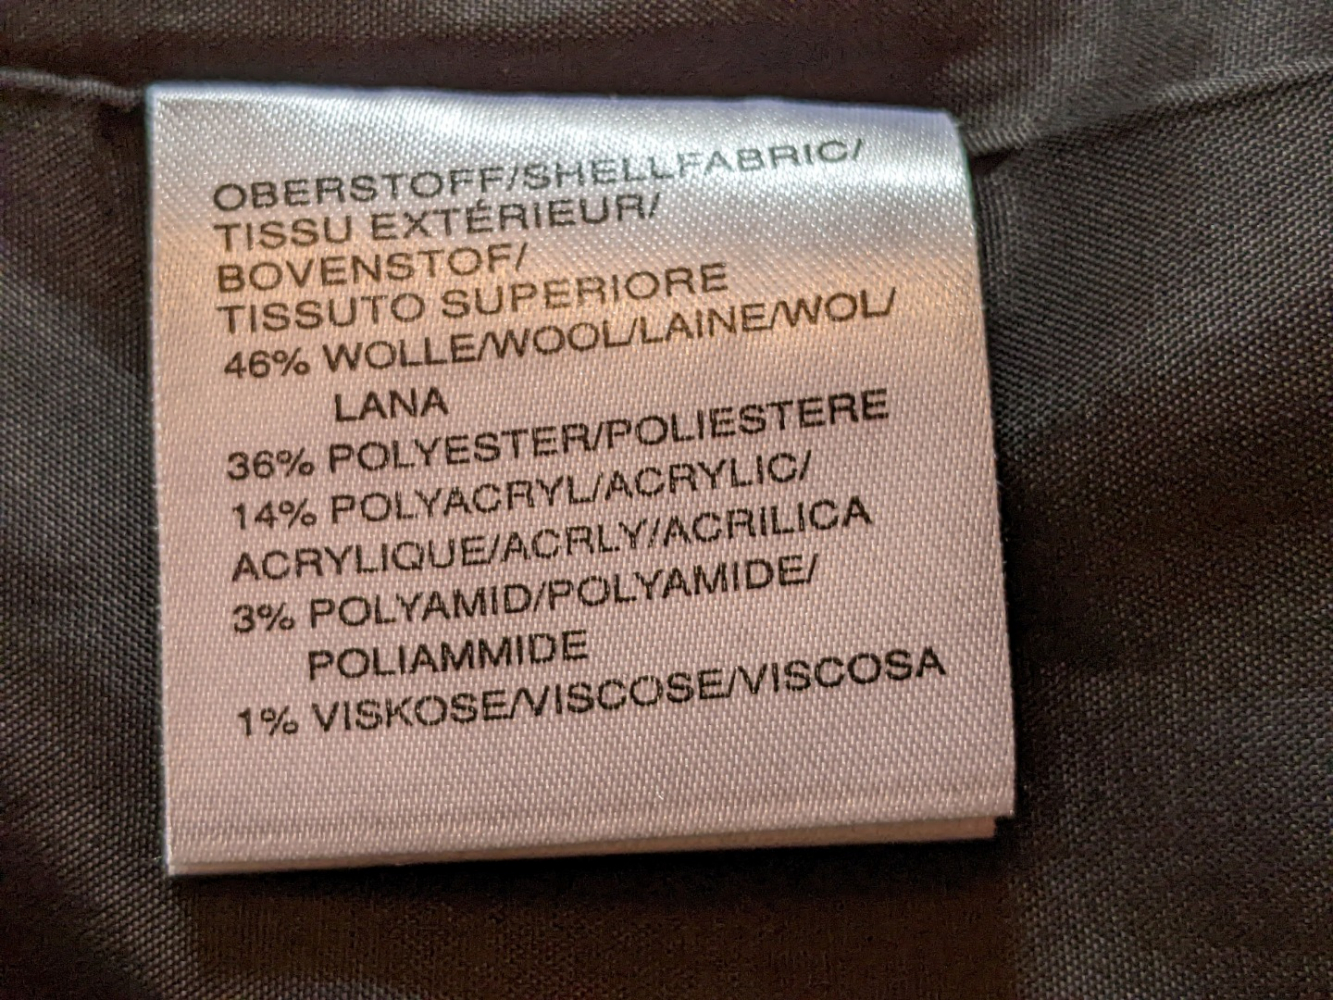 OBERSTOFF/SHELLFABRIC/
TISSU EXTÉRIEUR/
BOVENSTOF/
TISSUTO SUPERIORE
46% WOLLE/WOOL/LAINE/WOL/
LANA
36% POLYESTER/POLIESTERE
14% POLYACRYL/ACRYLIC/
ACRYLIQUE/ACRLY/ACRILICA
3% POLYAMID/POLYAMIDE/
POLIAMMIDE
1% VISKOSE/VISCOSE/VISCOSA